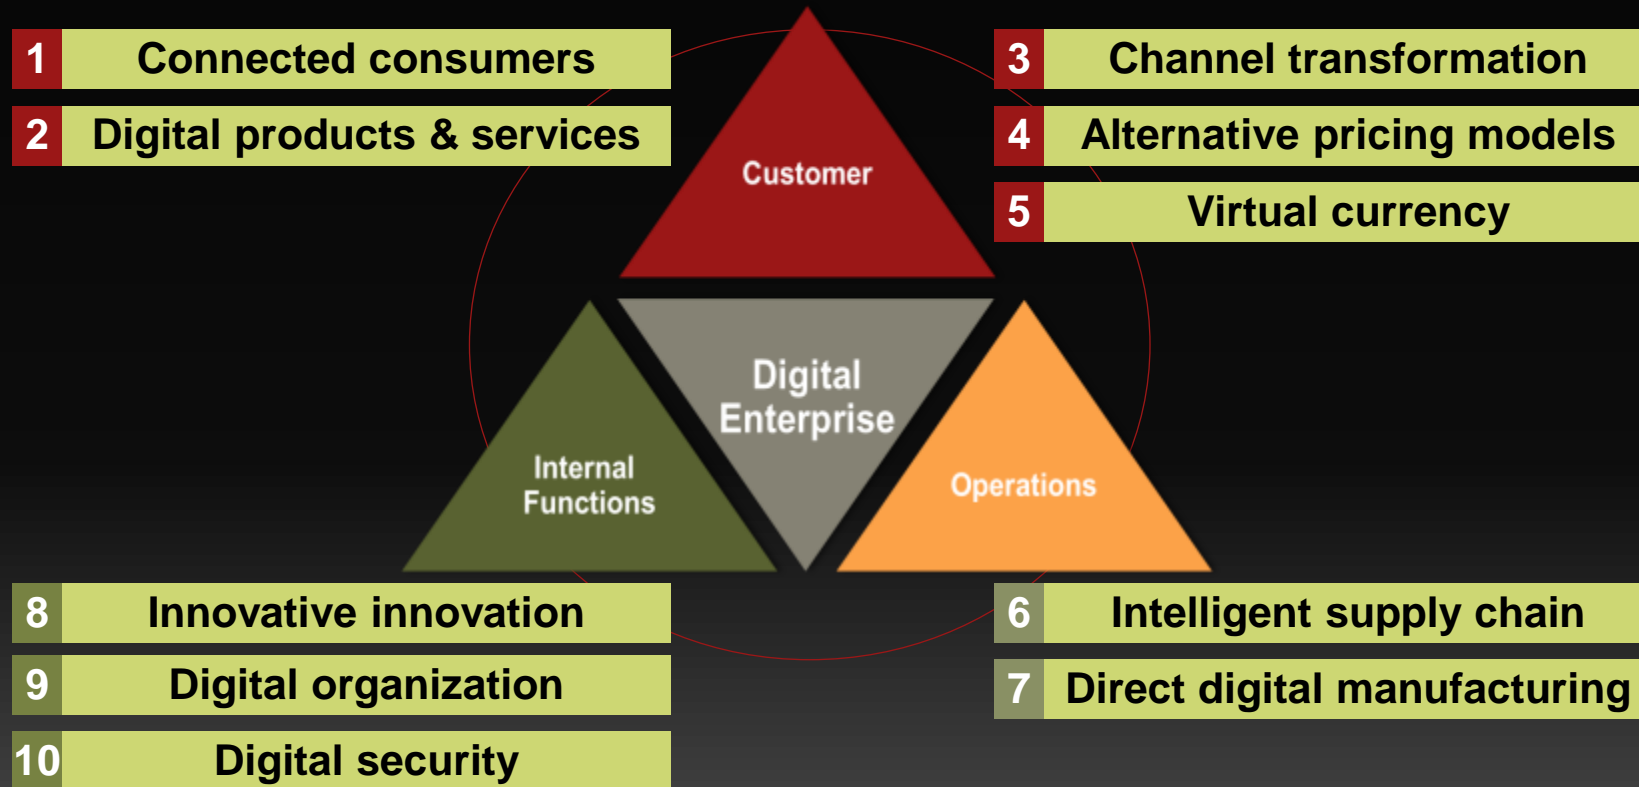 1 Connected consumers
2 Digital products & services
3 Channel transformation
4 Alternative pricing models
5 Virtual currency
Customer
Digital
Enterprise
Internal
Functions
Operations
8 Innovative innovation
9 Digital organization
10 Digital security
6 Intelligent supply chain
7 Direct digital manufacturing